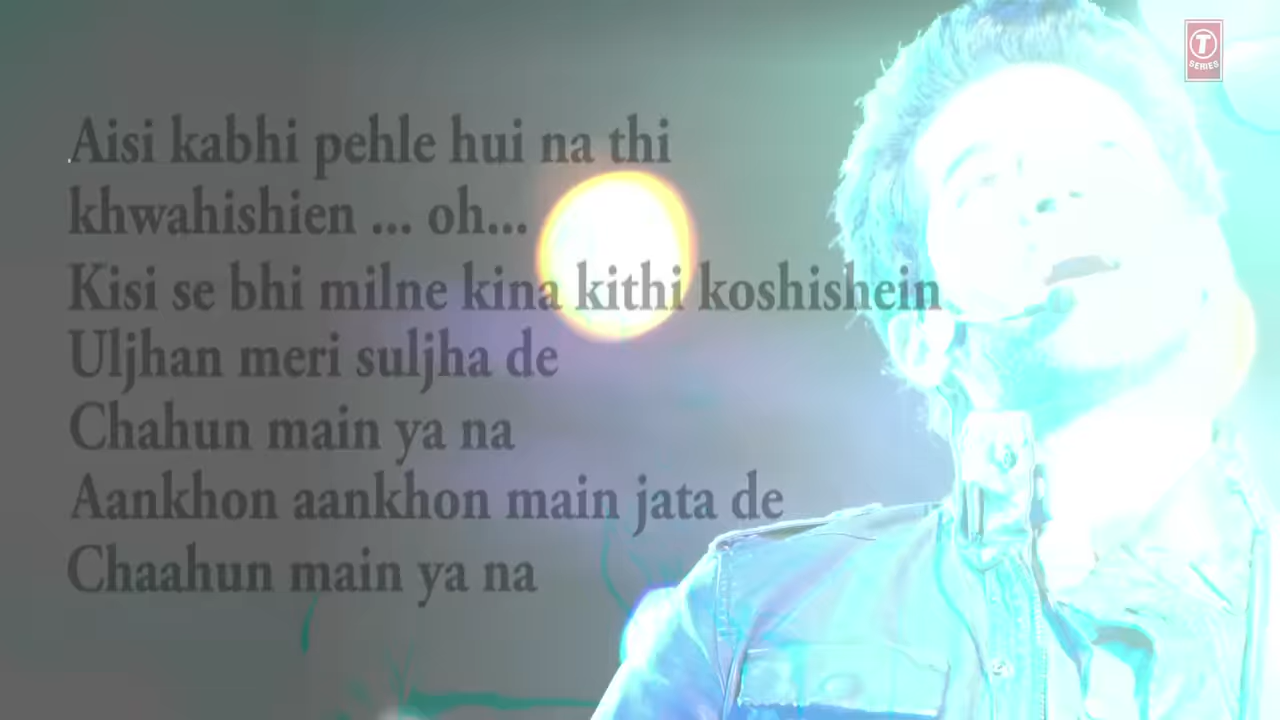 Aisi kabhi pehle hui na thi
khwahishien ... oh...
Kisi se bhi milne kina kithi koshishein
Uljhan meri suljha de
Chahun main ya na
Aankhon aankhon main jata de
Chaahun main ya na
T
SERIES